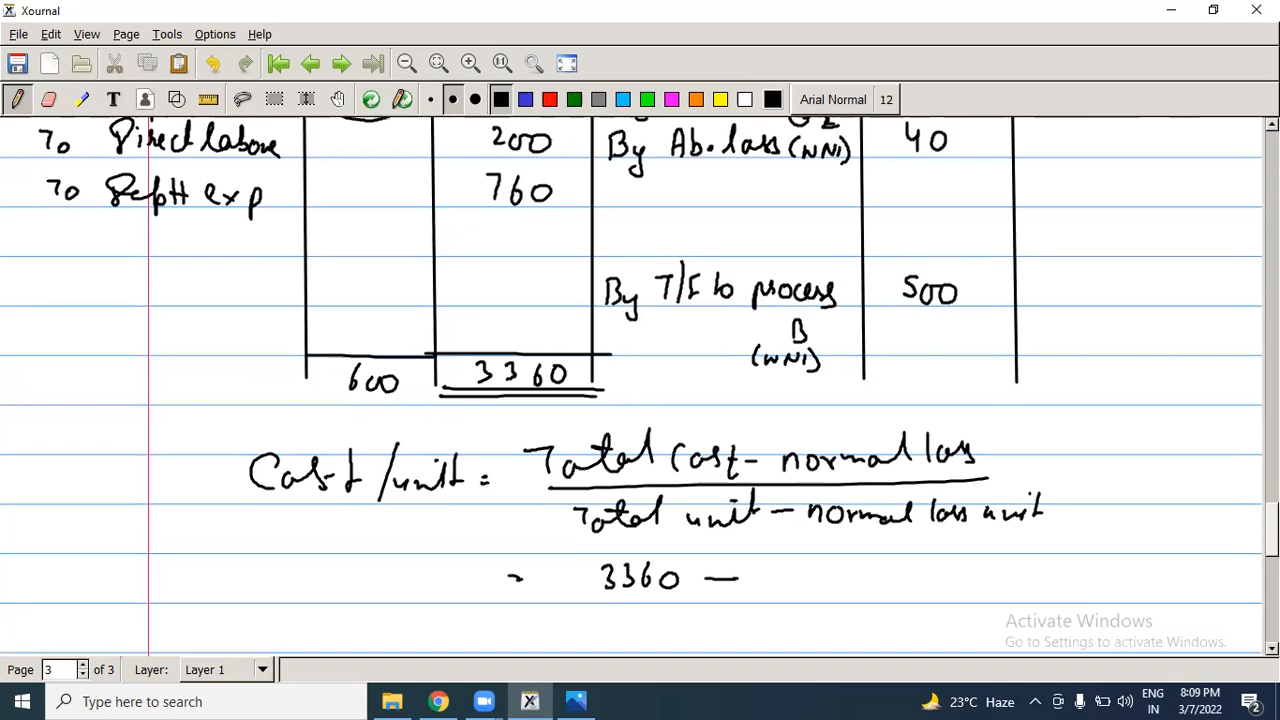 Xournal
File Edit View Page Tools Options Help
Arial Normal 12
To Direct labour 200 By Ab. loss (WN1) 40
To Deptt exp 760
By T/f to process 500
B
(WN1)
600 3360
Cost/unit = Total Cost - normal loss
Total unit - normal loss unit
= 3360 -
Activate Windows
Go to Settings to activate Windows.
Page 3 of 3 Layer: Layer 1
Type here to search 23°C Haze ENG IN 8:09 PM 3/7/2022 2